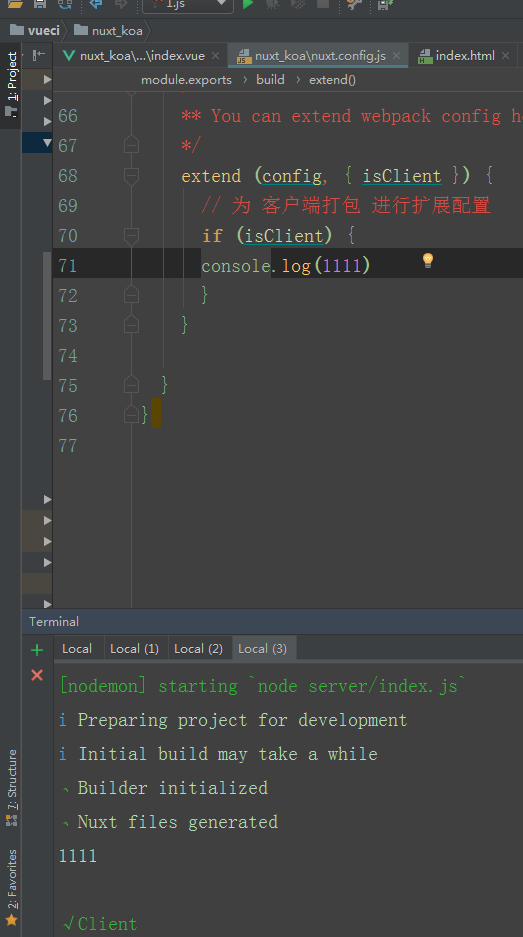 1.js
vueci nuxt_koa
nuxt_koa\...\index.vue nuxt_koa\nuxt.config.js index.html
module.exports build extend()
1: Project
66 ** You can extend webpack config
67 */
68 extend (config, { isClient }) {
69 // 为 客户端打包 进行扩展配置
70 if (isClient) {
71 console.log(1111)
72 }
73 }
74
75 }
76 }
77
Terminal
Local Local (1) Local (2) Local (3)
[nodemon] starting `node server/index.js`
i Preparing project for development
i Initial build may take a while
Builder initialized
Nuxt files generated
1111
√Client
7: Structure
2: Favorites